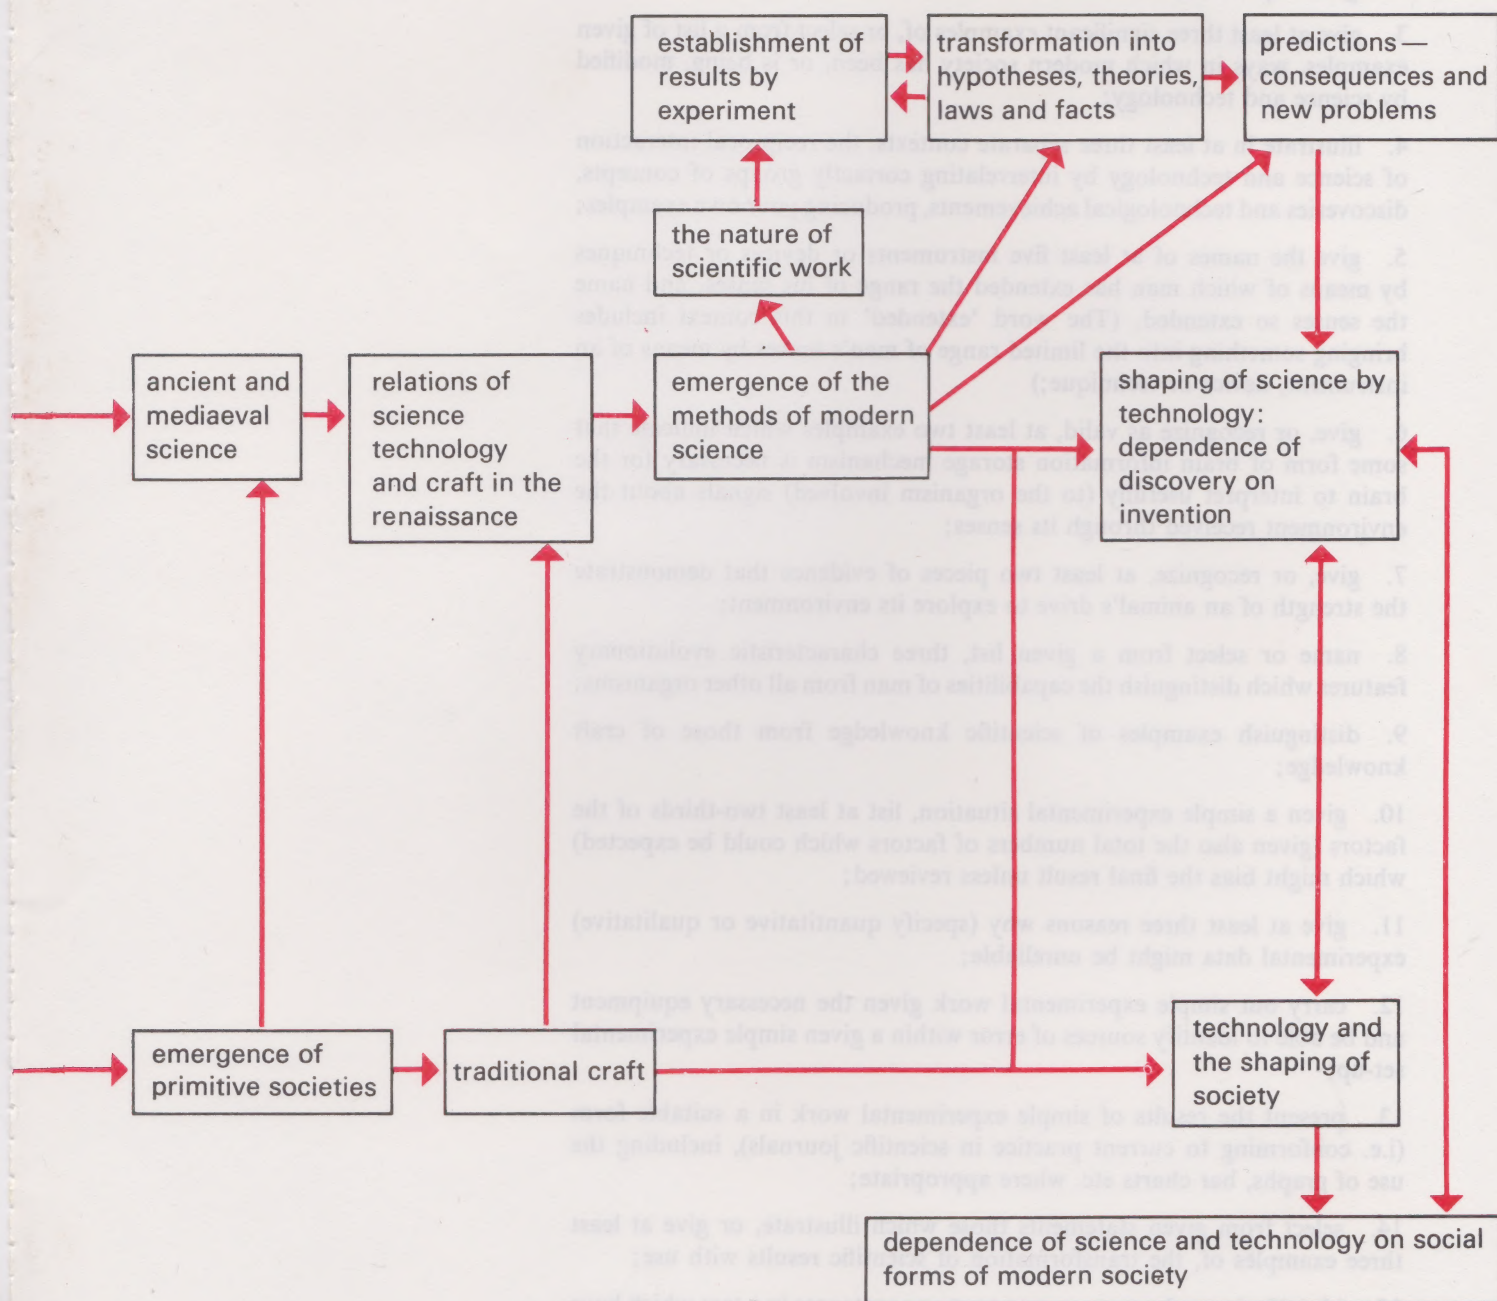 establishment of
results by
experiment
transformation into
hypotheses, theories,
laws and facts
predictions—
consequences and
new problems
the nature of
scientific work
ancient and
mediaeval
science
relations of
science
technology
and craft in the
renaissance
emergence of the
methods of modern
science
shaping of science by
technology:
dependence of
discovery on
invention
emergence of
primitive societies
traditional craft
technology and
the shaping of
society
dependence of science and technology on social
forms of modern society